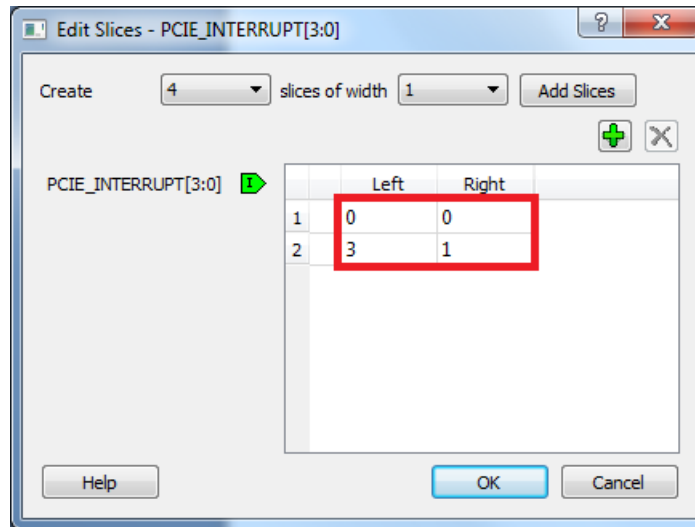 Edit Slices - PCIE_INTERRUPT[3:0]
?
X
Create 4 slices of width 1 Add Slices
PCIE_INTERRUPT[3:0] I
Left Right
1 0 0
2 3 1
Help OK Cancel